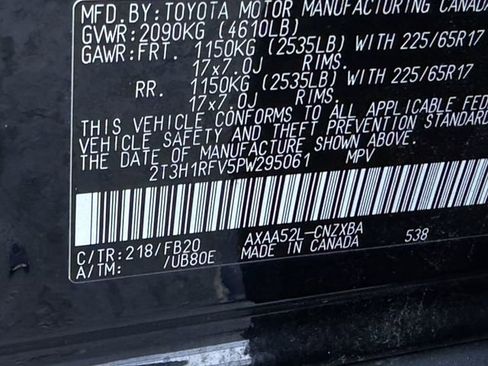 MFD.BY: TOYOTA MOTOR MANUFACTURING CANADA
GVWR: 2090KG (4610LB)
GAWR: FRT. 1150KG (2535LB) WITH 225/65R17
17x7.0J RIMS.
RR. 1150KG (2535LB) WITH 225/65R17
17x7.0J RIMS.
THIS VEHICLE CONFORMS TO ALL APPLICABLE FED
VEHICLE SAFETY AND THEFT PREVENTION STANDA
THE DATE OF MANUFACTURE SHOWN ABOVE.
2T3H1RFV5PW295061 MPV
C/TR: 218/FB20 AXAA52L-CNZXBA 538
A/TM: /UB80E MADE IN CANADA